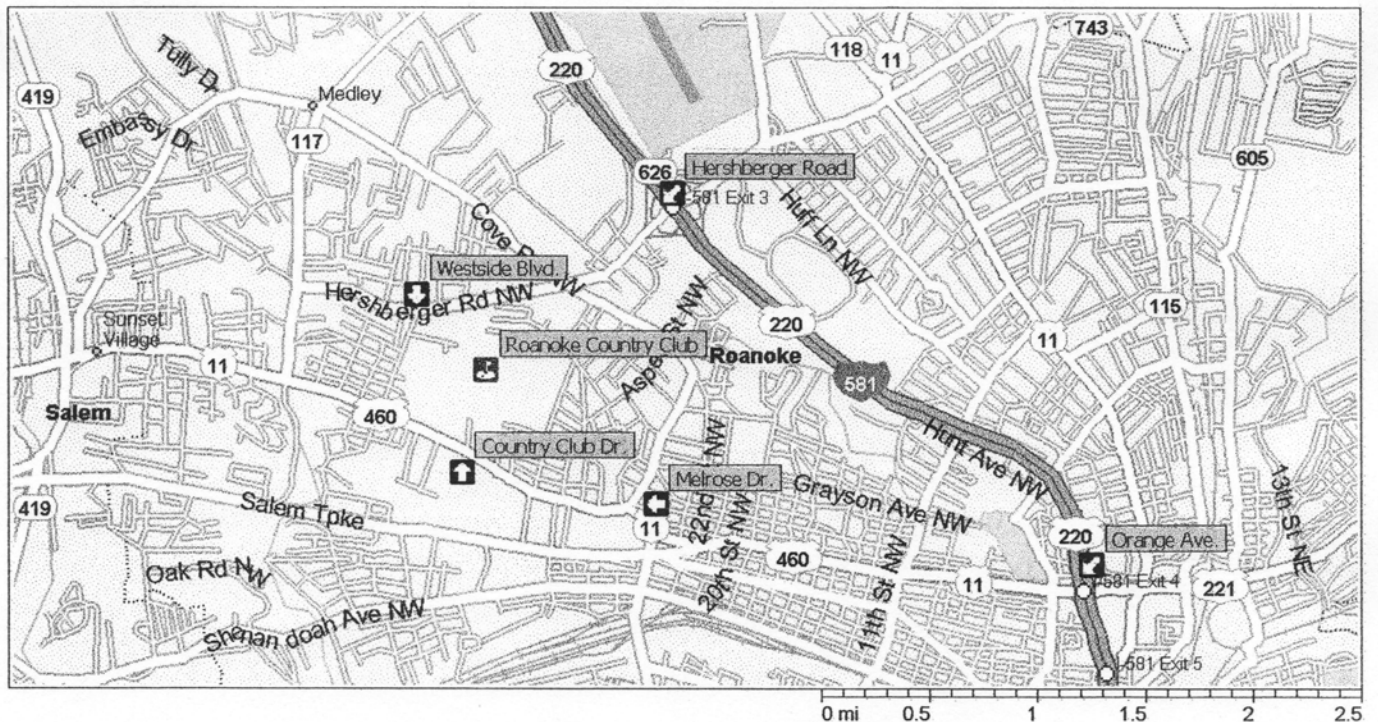 743
118
11
220
419
Tully Dr
Medley
Embassy Dr
117
605
626
Hershberger Road
I-581 Exit 3
Huff Ln NW
Cove Rd NW
Westside Blvd.
Hershberger Rd NW
115
220
11
Sunset
Village
Roanoke Country Club
Aspen St NW
Roanoke
11
581
Salem
460
Hunt Ave NW
Country Club Dr.
22nd St NW
Melrose Dr.
Grayson Ave NW
13th St NE
419
Salem Tpke
11
20th St NW
220
Orange Ave.
460
11th St NW
Oak Rd NW
11
I-581 Exit 4
221
Shenandoah Ave NW
I-581 Exit 5
0 mi 0.5 1 1.5 2 2.5